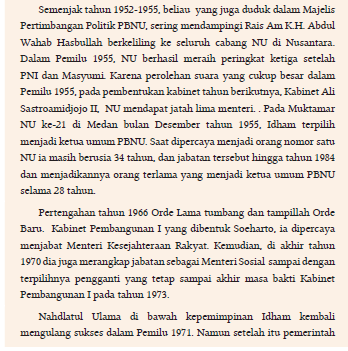 Semenjak tahun 1952-1955, beliau yang juga duduk dalam Majelis
Pertimbangan Politik PBNU, sering mendampingi Rais Am K.H. Abdul
Wahab Hasbullah berkeliling ke seluruh cabang NU di Nusantara.
Dalam Pemilu 1955, NU berhasil meraih peringkat ketiga setelah
PNI dan Masyumi. Karena perolehan suara yang cukup besar dalam
Pemilu 1955, pada pembentukan kabinet tahun berikutnya, Kabinet Ali
Sastroamidjojo II, NU mendapat jatah lima menteri. . Pada Muktamar
NU ke-21 di Medan bulan Desember tahun 1955, Idham terpilih
menjadi ketua umum PBNU. Saat dipercaya menjadi orang nomor satu
NU ia masih berusia 34 tahun, dan jabatan tersebut hingga tahun 1984
dan menjadikannya orang terlama yang menjadi ketua umum PBNU
selama 28 tahun.
Pertengahan tahun 1966 Orde Lama tumbang dan tampillah Orde
Baru. Kabinet Pembangunan I yang dibentuk Soeharto, ia dipercaya
menjabat Menteri Kesejahteraan Rakyat. Kemudian, di akhir tahun
1970 dia juga merangkap jabatan sebagai Menteri Sosial sampai dengan
terpilihnya pengganti yang tetap sampai akhir masa bakti Kabinet
Pembangunan I pada tahun 1973.
Nahdlatul Ulama di bawah kepemimpinan Idham kembali
mengulang sukses dalam Pemilu 1971. Namun setelah itu pemerintah